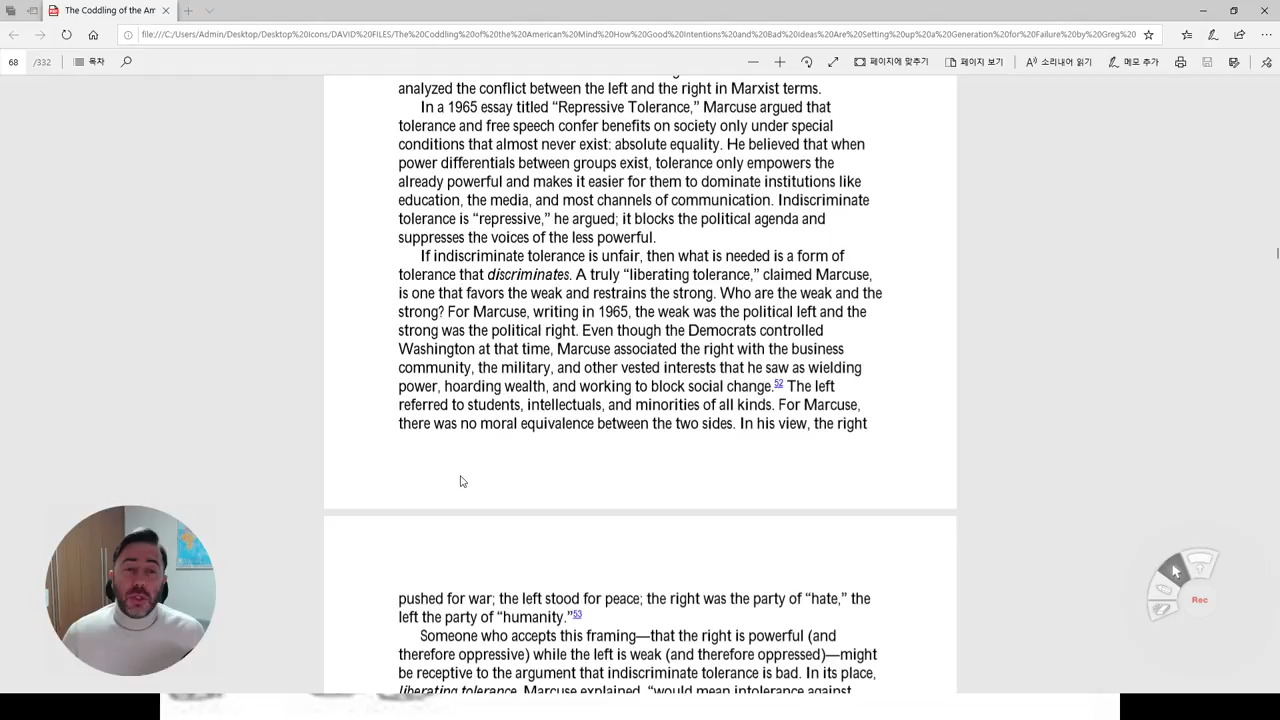 The Coddling of the Am
file:///C:/Users/Admin/Desktop/Desktop%20Icons/DAVID%20FILES/The%20Coddling%20of%20the%20American%20Mind%20How%20Good%20Intentions%20and%20Bad%20Ideas%20Are%20Setting%20up%20a%20Generation%20for%20Failure%20by%20Greg%20
68 /332 목차 페이지에 맞추기 페이지 보기 소리내어 읽기 메모 추가
analyzed the conflict between the left and the right in Marxist terms.
In a 1965 essay titled “Repressive Tolerance,” Marcuse argued that
tolerance and free speech confer benefits on society only under special
conditions that almost never exist: absolute equality. He believed that when
power differentials between groups exist, tolerance only empowers the
already powerful and makes it easier for them to dominate institutions like
education, the media, and most channels of communication. Indiscriminate
tolerance is “repressive,” he argued; it blocks the political agenda and
suppresses the voices of the less powerful.
If indiscriminate tolerance is unfair, then what is needed is a form of
tolerance that discriminates. A truly “liberating tolerance,” claimed Marcuse,
is one that favors the weak and restrains the strong. Who are the weak and the
strong? For Marcuse, writing in 1965, the weak was the political left and the
strong was the political right. Even though the Democrats controlled
Washington at that time, Marcuse associated the right with the business
community, the military, and other vested interests that he saw as wielding
power, hoarding wealth, and working to block social change.52 The left
referred to students, intellectuals, and minorities of all kinds. For Marcuse,
there was no moral equivalence between the two sides. In his view, the right
pushed for war; the left stood for peace; the right was the party of “hate,” the
left the party of “humanity.”53
Someone who accepts this framing—that the right is powerful (and
therefore oppressive) while the left is weak (and therefore oppressed)—might
be receptive to the argument that indiscriminate tolerance is bad. In its place,
liberating tolerance, Marcuse explained, “would mean intolerance against
Rec